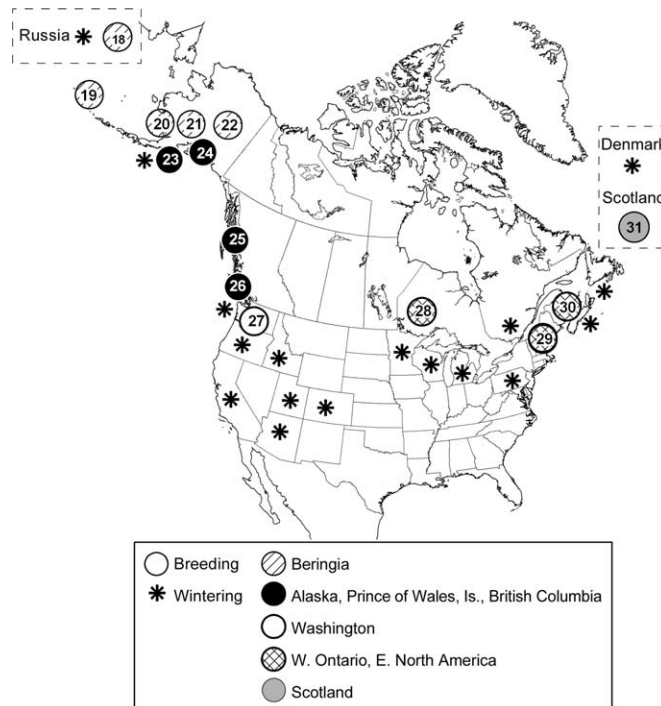 Russia 18
19
20 21 22
23 24
Denmark
Scotland
31
25
26
27
28
30
29
Breeding
Wintering
Beringia
Alaska, Prince of Wales, Is., British Columbia
Washington
W. Ontario, E. North America
Scotland